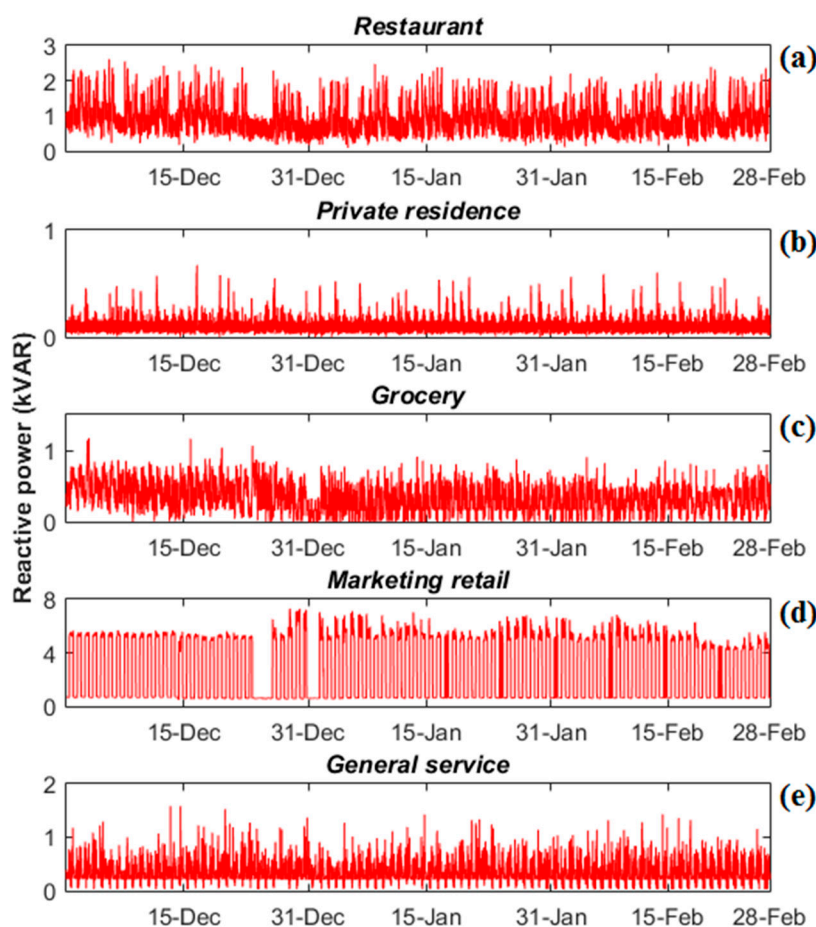 Restaurant
(a)
3
2
1
0
15-Dec 31-Dec 15-Jan 31-Jan 15-Feb 28-Feb
Private residence
(b)
1
0
15-Dec 31-Dec 15-Jan 31-Jan 15-Feb 28-Feb
Reactive power (kVAR)
Grocery
(c)
1
0
15-Dec 31-Dec 15-Jan 31-Jan 15-Feb 28-Feb
Marketing retail
(d)
8
4
0
15-Dec 31-Dec 15-Jan 31-Jan 15-Feb 28-Feb
General service
(e)
2
1
0
15-Dec 31-Dec 15-Jan 31-Jan 15-Feb 28-Feb